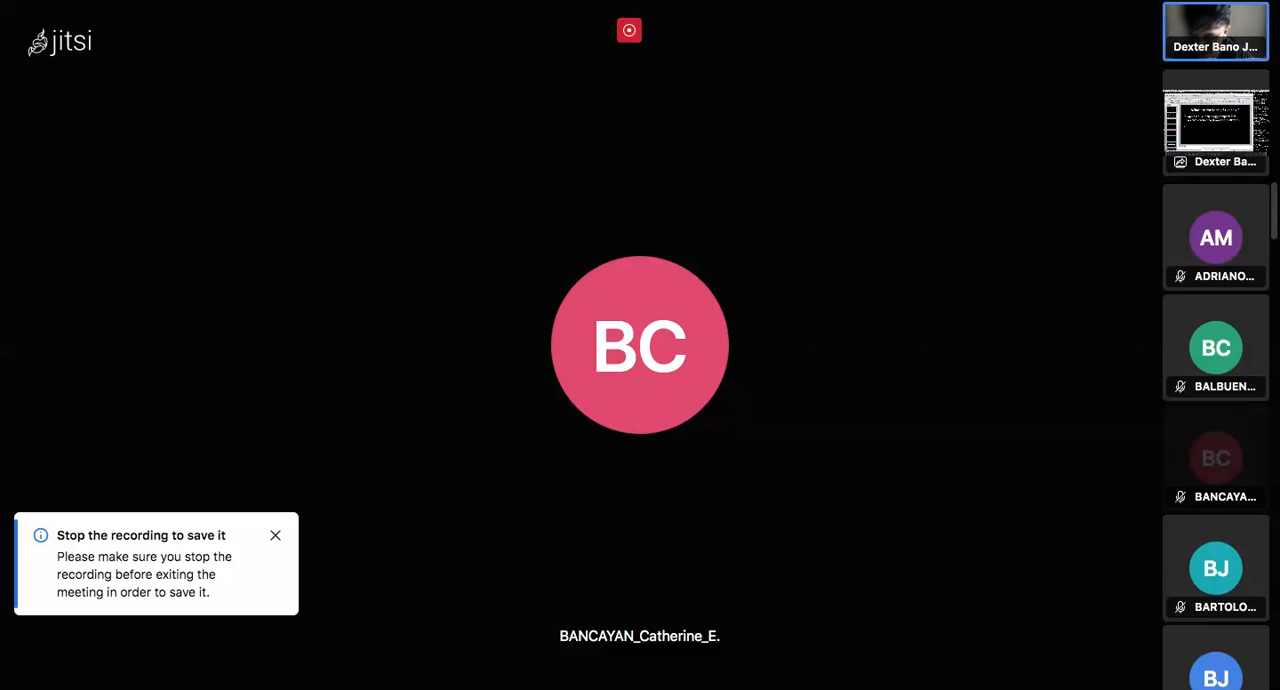 jitsi
BC
BANCAYAN_Catherine_E.
Stop the recording to save it
Please make sure you stop the
recording before exiting the
meeting in order to save it.
Dexter Bano J...
Dexter Ba...
AM
ADRIANO...
BC
BALBUEN...
BC
BANCAYA...
BJ
BARTOLO...
BJ